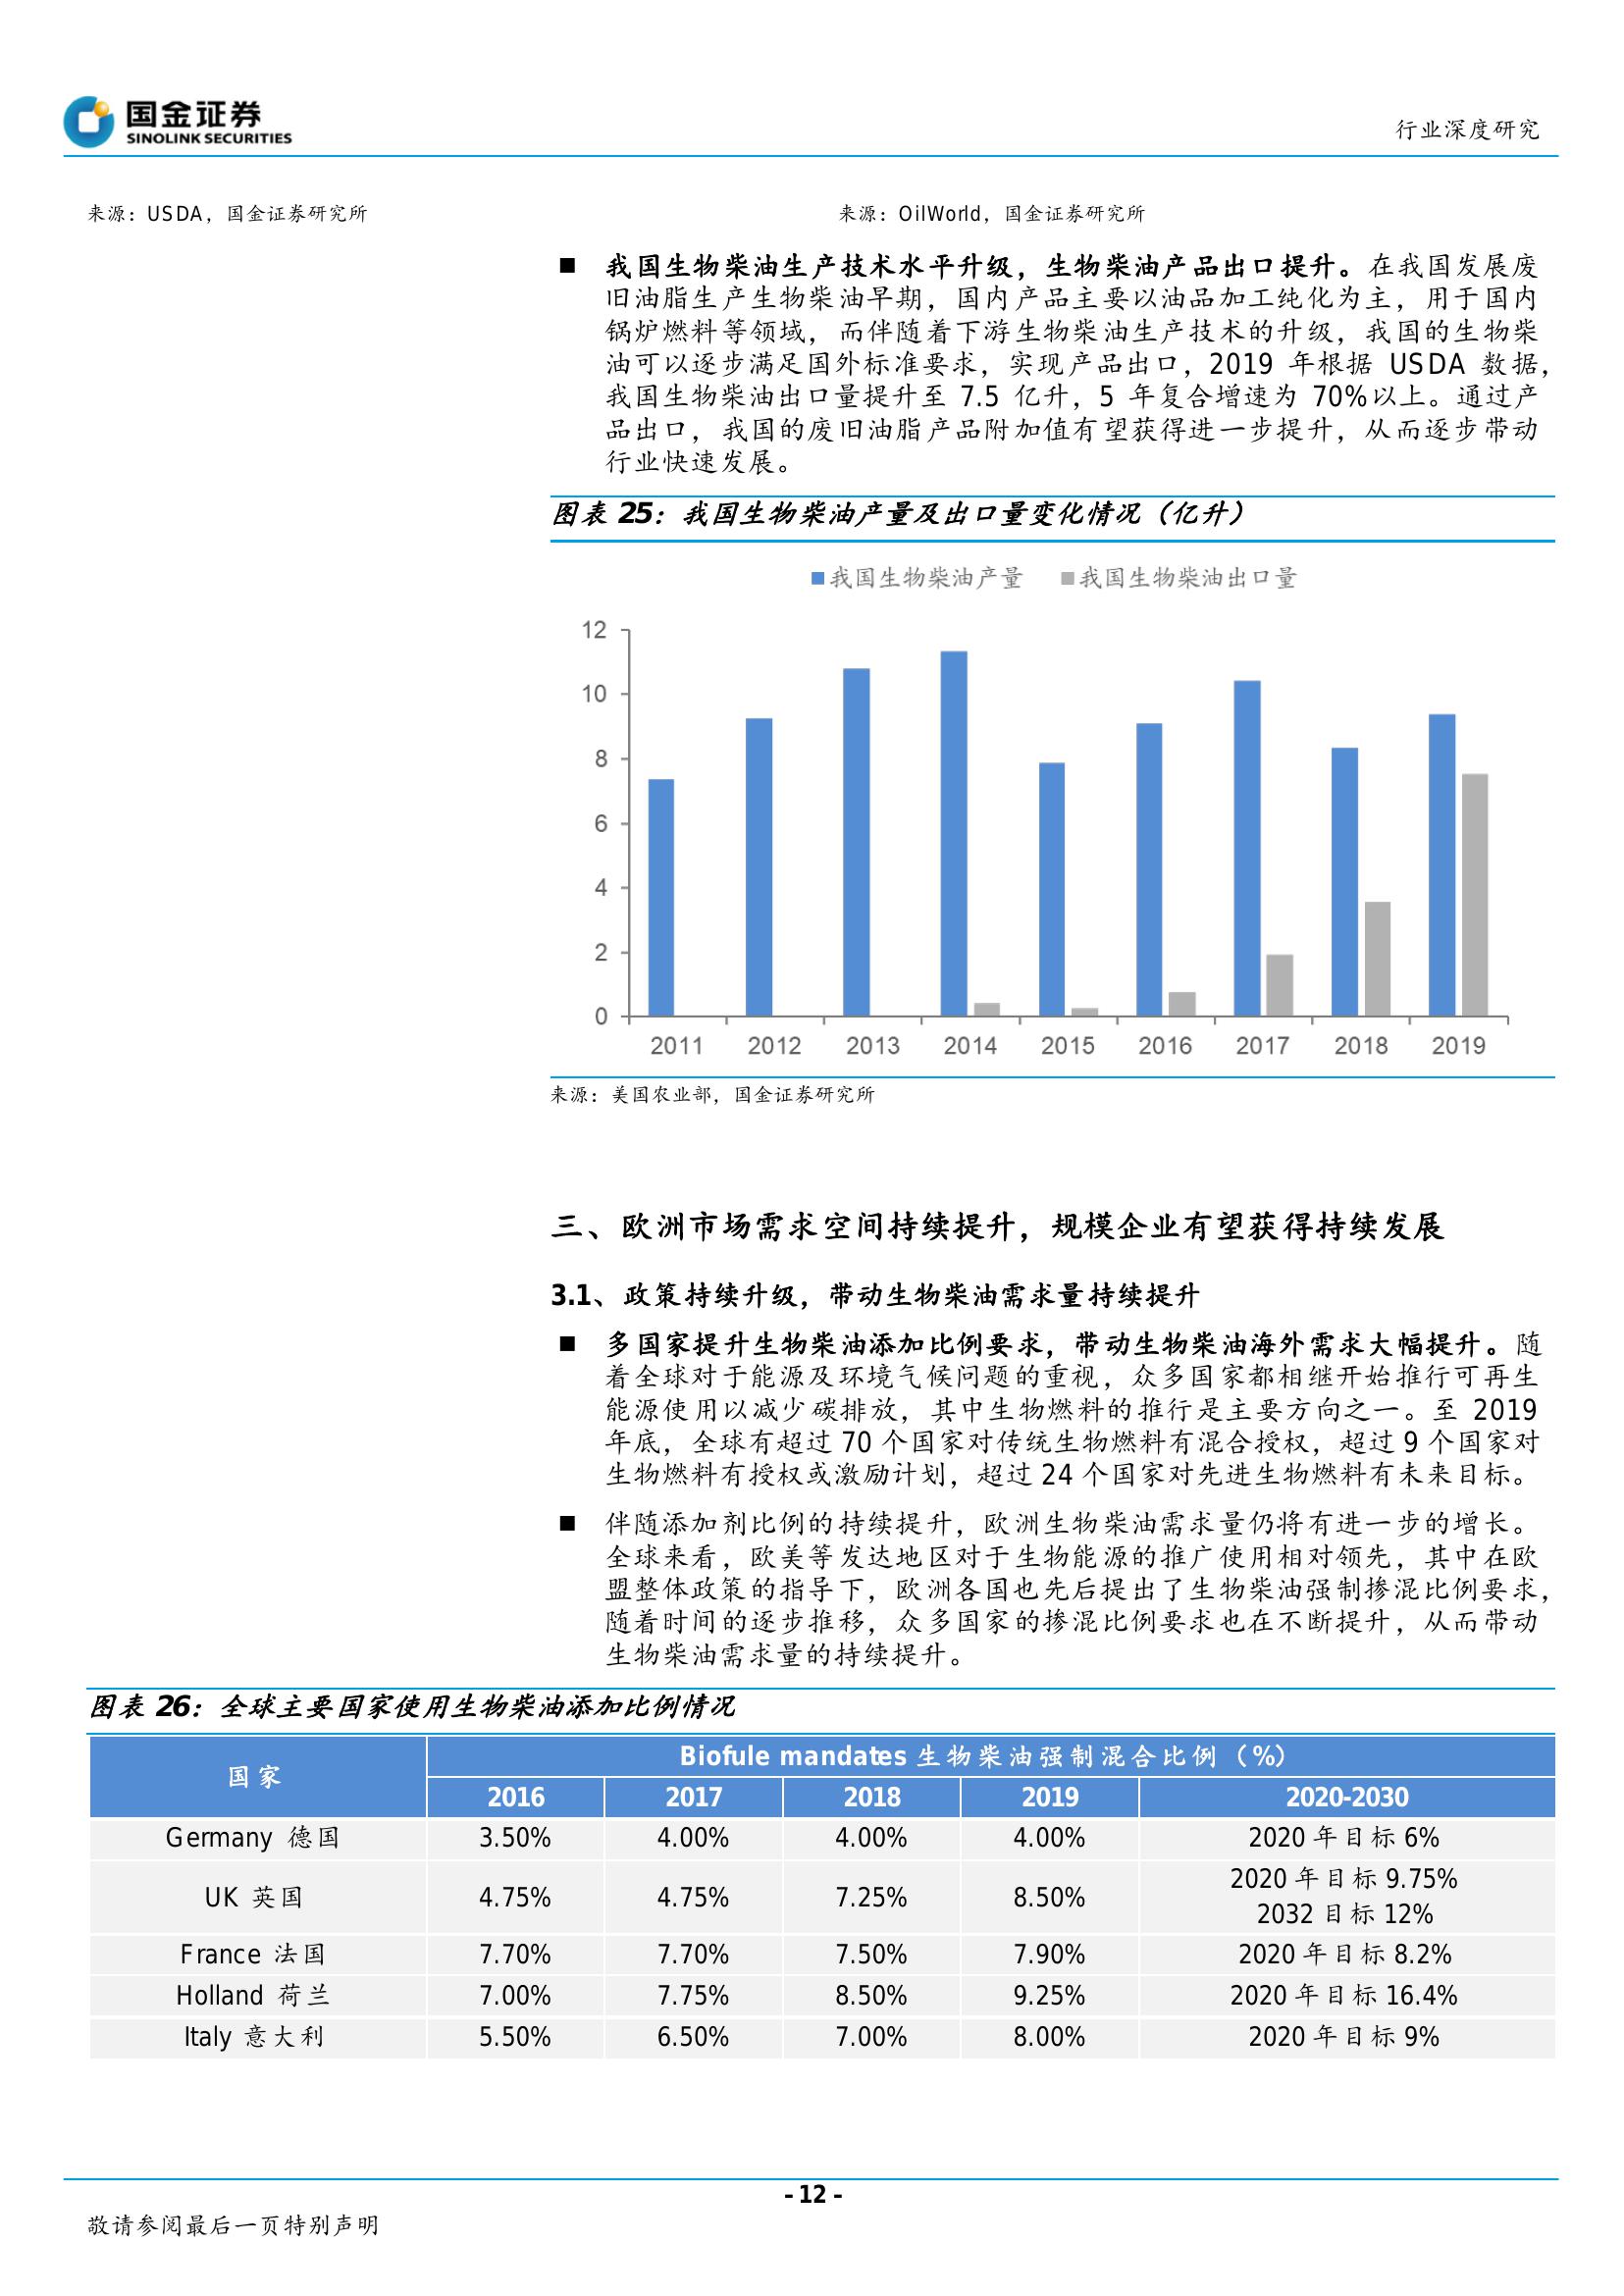 国金证券
SINOLINK SECURITIES
行业深度研究
来源：USDA，国金证券研究所
来源：OilWorld，国金证券研究所
■ 我国生物柴油生产技术水平升级，生物柴油产品出口提升。在我国发展废
旧油脂生产生物柴油早期，国内产品主要以油品加工纯化为主，用于国内
锅炉燃料等领域，而伴随着下游生物柴油生产技术的升级，我国的生物柴
油可以逐步满足国外标准要求，实现产品出口，2019 年根据 USDA 数据，
我国生物柴油出口量提升至 7.5 亿升，5 年复合增速为 70%以上。通过产
品出口，我国的废旧油脂产品附加值有望获得进一步提升，从而逐步带动
行业快速发展。
图表 25：我国生物柴油产量及出口量变化情况（亿升）
我国生物柴油产量 我国生物柴油出口量
12
10
8
6
4
2
0
2011 2012 2013 2014 2015 2016 2017 2018 2019
来源：美国农业部，国金证券研究所
三、欧洲市场需求空间持续提升，规模企业有望获得持续发展
3.1、政策持续升级，带动生物柴油需求量持续提升
■ 多国家提升生物柴油添加比例要求，带动生物柴油海外需求大幅提升。随
着全球对于能源及环境气候问题的重视，众多国家都相继开始推行可再生
能源使用以减少碳排放，其中生物燃料的推行是主要方向之一。至 2019
年底，全球有超过 70 个国家对传统生物燃料有混合授权，超过 9 个国家对
生物燃料有授权或激励计划，超过 24 个国家对先进生物燃料有未来目标。
■ 伴随添加剂比例的持续提升，欧洲生物柴油需求量仍将有进一步的增长。
全球来看，欧美等发达地区对于生物能源的推广使用相对领先，其中在欧
盟整体政策的指导下，欧洲各国也先后提出了生物柴油强制掺混比例要求，
随着时间的逐步推移，众多国家的掺混比例要求也在不断提升，从而带动
生物柴油需求量的持续提升。
图表 26：全球主要国家使用生物柴油添加比例情况
国家 Biofule mandates 生物柴油强制混合比例（%）
2016 2017 2018 2019 2020-2030
Germany 德国 3.50% 4.00% 4.00% 4.00% 2020 年目标 6%
UK 英国 4.75% 4.75% 7.25% 8.50% 2020 年目标 9.75%
2032 目标 12%
France 法国 7.70% 7.70% 7.50% 7.90% 2020 年目标 8.2%
Holland 荷兰 7.00% 7.75% 8.50% 9.25% 2020 年目标 16.4%
Italy 意大利 5.50% 6.50% 7.00% 8.00% 2020 年目标 9%
- 12 -
敬请参阅最后一页特别声明